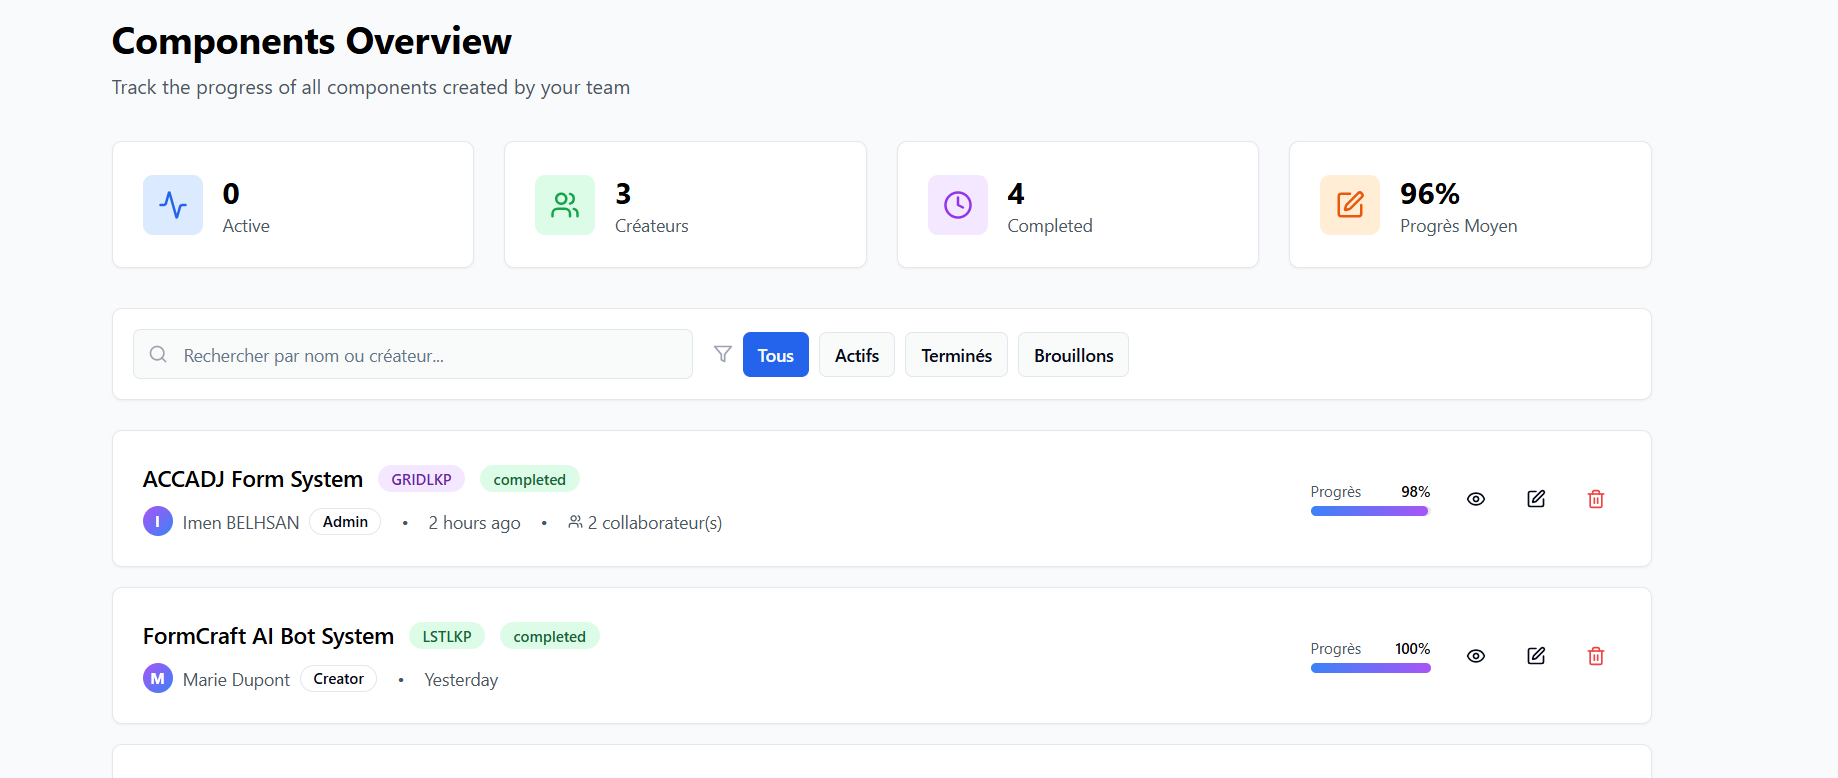 Components Overview
Track the progress of all components created by your team
0
Active
3
Créateurs
4
Completed
96%
Progrès Moyen
Rechercher par nom ou créateur...
Tous
Actifs
Terminés
Brouillons
ACCADJ Form System GRIDLKP completed
I Imen BELHSAN Admin • 2 hours ago • 2 collaborateur(s)
Progrès 98%
FormCraft AI Bot System LSTLKP completed
M Marie Dupont Creator • Yesterday
Progrès 100%